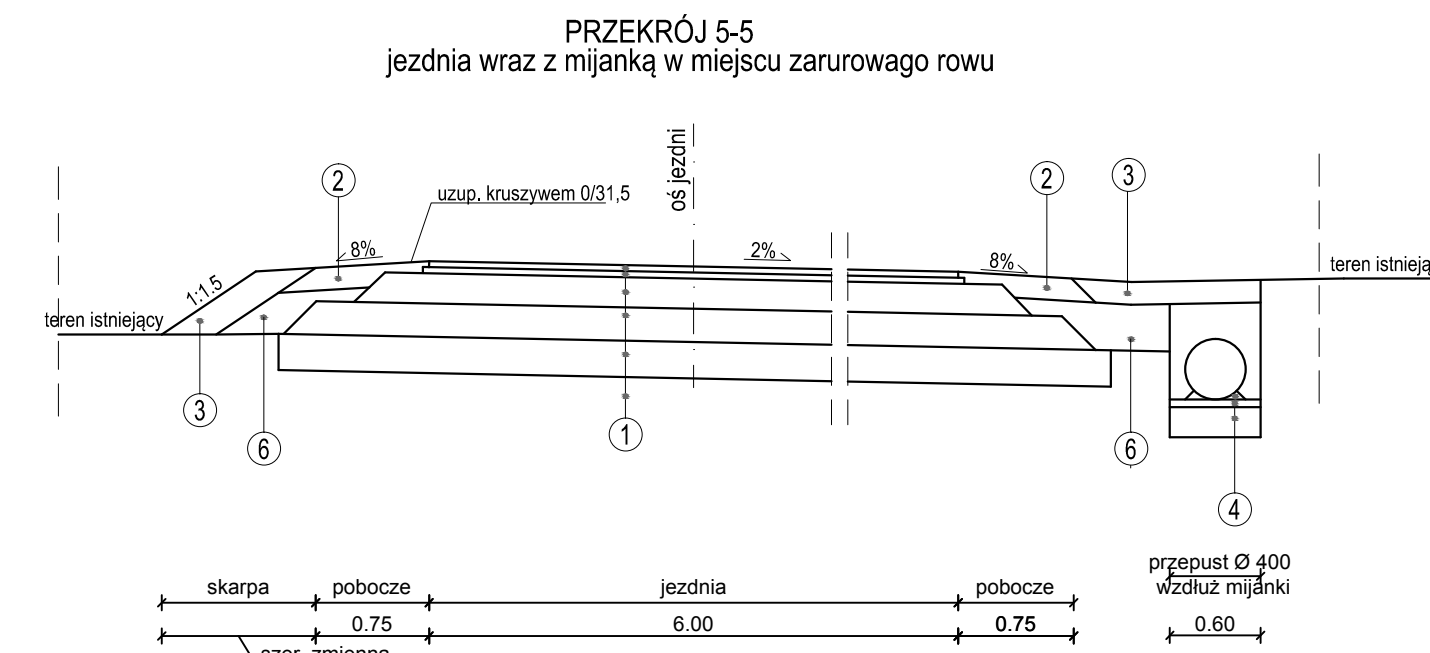 PRZEKRÓJ 5-5
jezdnia wraz z mijanką w miejscu zarurowago rowu
oś jezdni
2
uzup. kruszywem 0/31,5
2
3
8%
2%
8%
1:1.5
teren istniejący
teren istnieją
3
6
1
6
4
skarpa
pobocze
jezdnia
pobocze
przepust Ø 400
wzdłuż mijanki
0.75
6.00
0.75
0.60
szer. zmienna